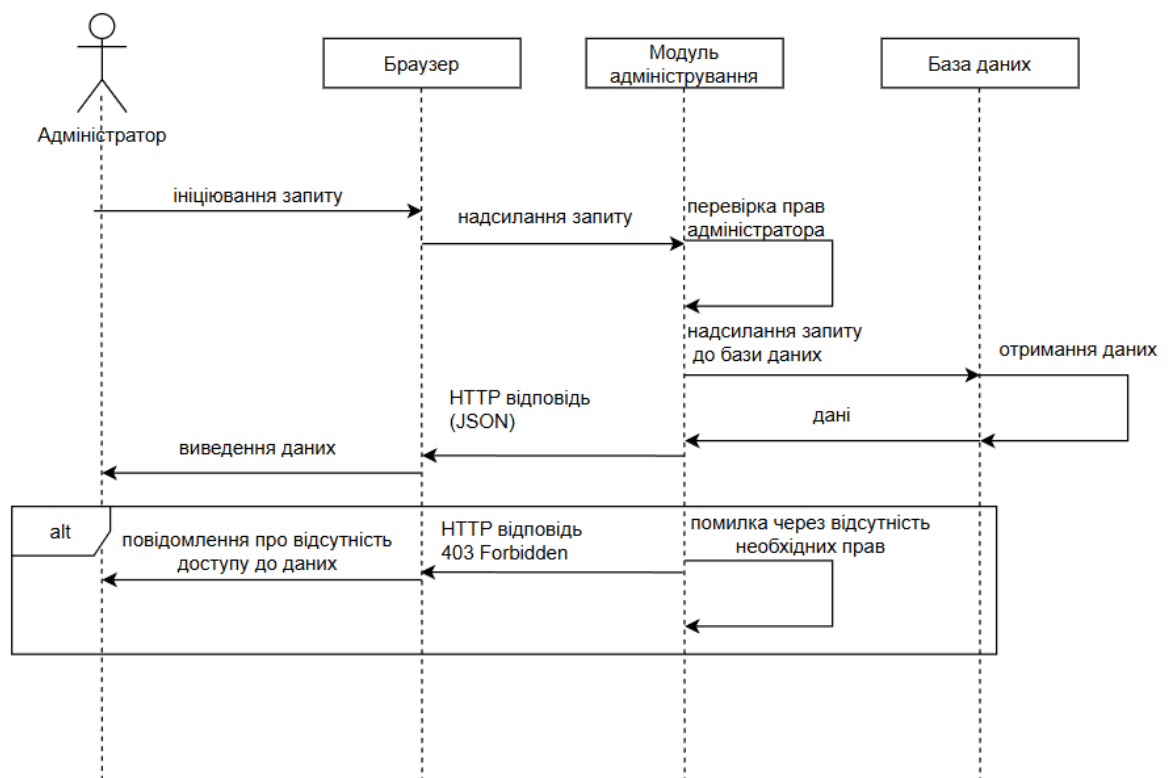 Адміністратор
Браузер
Модуль
адміністрування
База даних
ініціювання запиту
надсилання запиту
перевірка прав
адміністратора
надсилання запиту
до бази даних
отримання даних
дані
HTTP відповідь
(JSON)
виведення даних
alt
повідомлення про відсутність
доступу до даних
HTTP відповідь
403 Forbidden
помилка через відсутність
необхідних прав